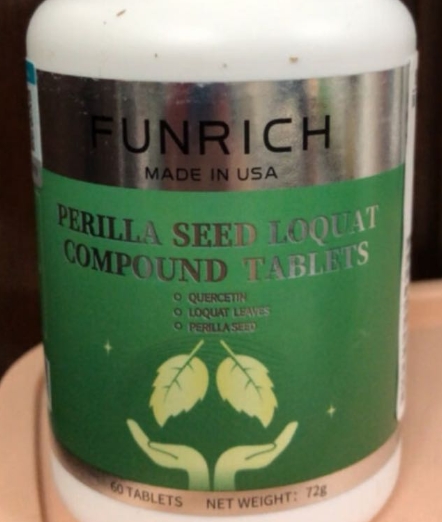 FUNRICH
MADE IN USA
PERILLA SEED LOQUAT
COMPOUND TABLETS
QUERCETIN
LOQUAT LEAVES
PERILLA SEED
60 TABLETS NET WEIGHT: 72g